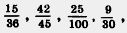 15/36, 42/45, 25/100, 9/30,